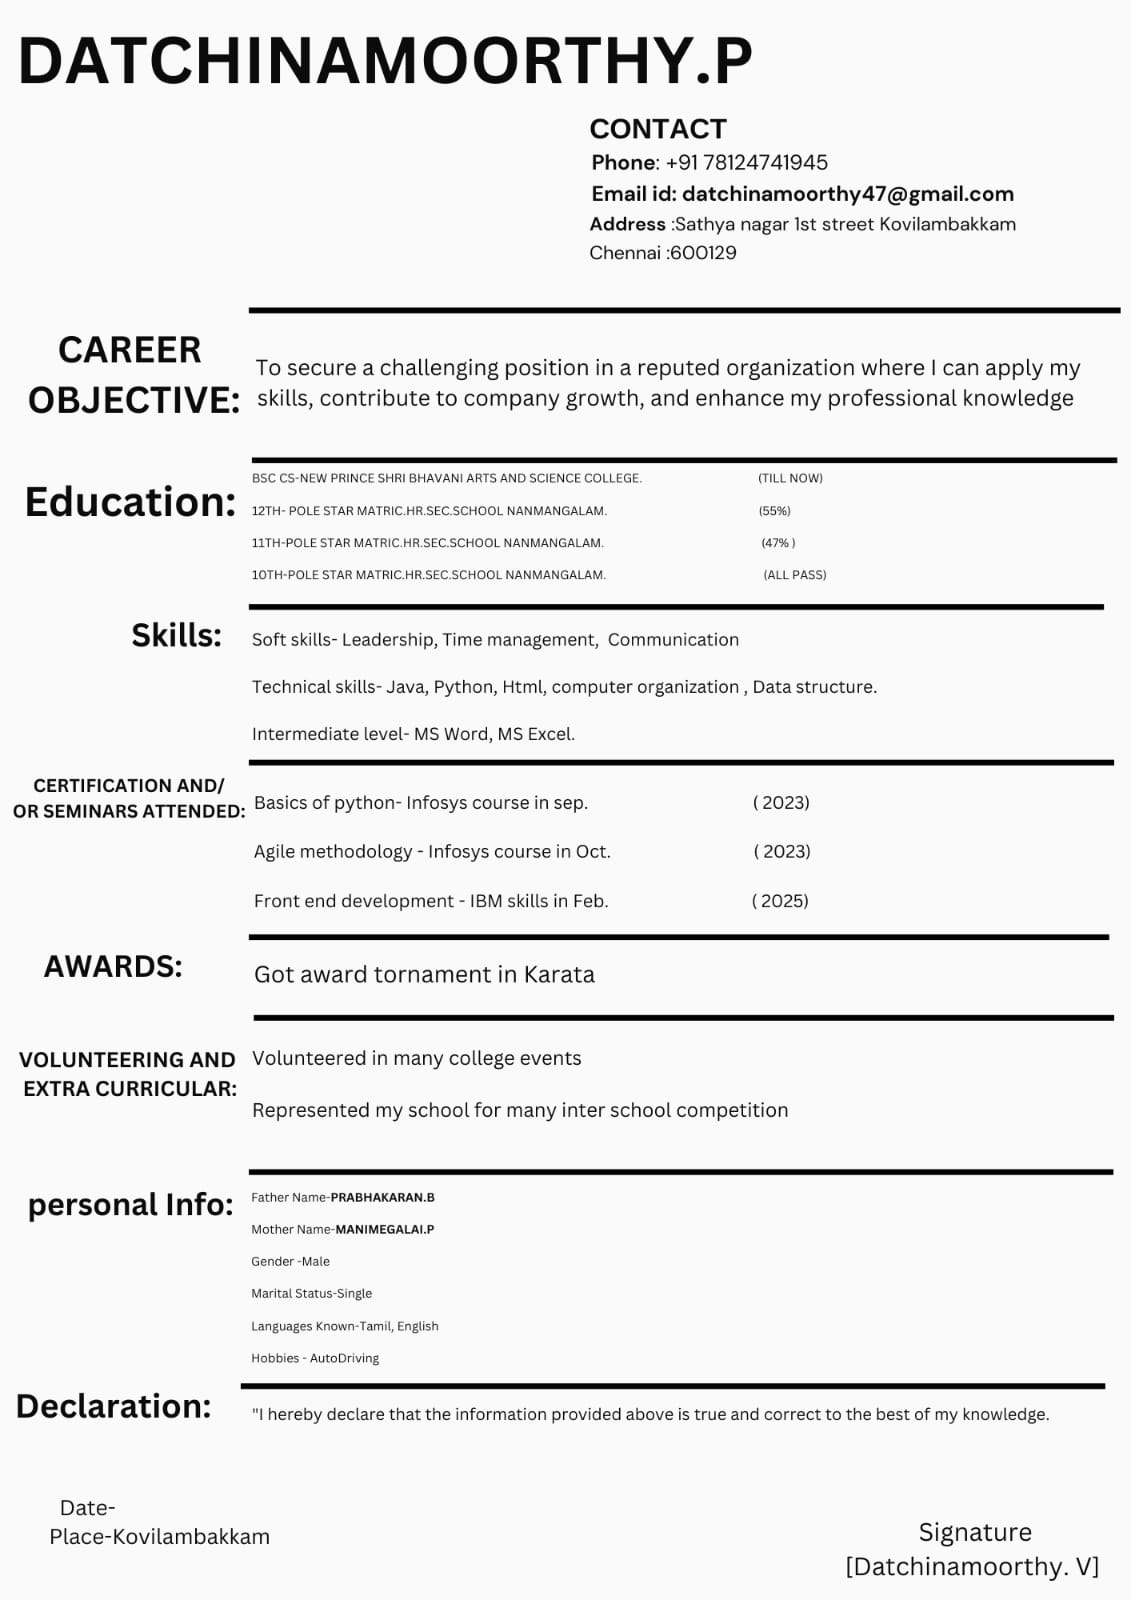 DATCHINAMOORTHY.P
CONTACT
Phone: +91 78124741945
Email id: datchinamoorthy47@gmail.com
Address :Sathya nagar 1st street Kovilambakkam
Chennai :600129
CAREER
OBJECTIVE:
To secure a challenging position in a reputed organization where I can apply my
skills, contribute to company growth, and enhance my professional knowledge
Education:
BSC CS-NEW PRINCE SHRI BHAVANI ARTS AND SCIENCE COLLEGE. (TILL NOW)
12TH- POLE STAR MATRIC.HR.SEC.SCHOOL NANMANGALAM. (55%)
11TH-POLE STAR MATRIC.HR.SEC.SCHOOL NANMANGALAM. (47% )
10TH-POLE STAR MATRIC.HR.SEC.SCHOOL NANMANGALAM. (ALL PASS)
Skills:
Soft skills- Leadership, Time management, Communication
Technical skills- Java, Python, Html, computer organization , Data structure.
Intermediate level- MS Word, MS Excel.
CERTIFICATION AND/
OR SEMINARS ATTENDED:
Basics of python- Infosys course in sep. ( 2023)
Agile methodology - Infosys course in Oct. ( 2023)
Front end development - IBM skills in Feb. ( 2025)
AWARDS:
Got award tornament in Karata
VOLUNTEERING AND
EXTRA CURRICULAR:
Volunteered in many college events
Represented my school for many inter school competition
personal Info:
Father Name-PRABHAKARAN.B
Mother Name-MANIMEGALAI.P
Gender -Male
Marital Status-Single
Languages Known-Tamil, English
Hobbies - AutoDriving
Declaration:
"I hereby declare that the information provided above is true and correct to the best of my knowledge.
Date-
Place-Kovilambakkam
Signature
[Datchinamoorthy. V]